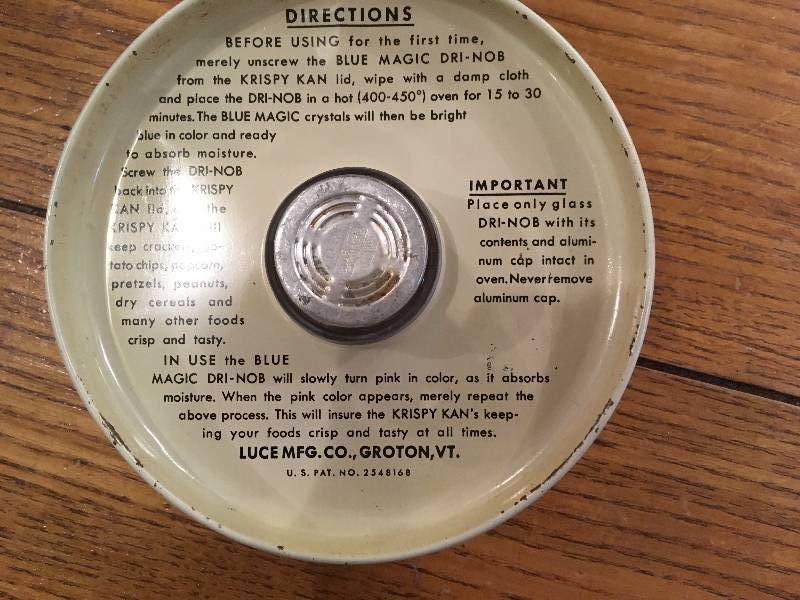 DIRECTIONS
BEFORE USING for the first time,
merely unscrew the BLUE MAGIC DRI-NOB
from the KRISPY KAN lid, wipe with a damp cloth
and place the DRI-NOB in a hot (400-450°) oven for 15 to 30
minutes. The BLUE MAGIC crystals will then be bright
blue in color and ready
to absorb moisture.
Screw the DRI-NOB
back into the KRISPY
KAN lid, the
KRISPY
keep crackers, po-
tato chips, popcorn,
pretzels, peanuts,
dry cereals and
many other foods
crisp and tasty.
IMPORTANT
Place only glass
DRI-NOB with its
contents and alumi-
num cap intact in
oven. Never remove
aluminum cap.
IN USE the BLUE
MAGIC DRI-NOB will slowly turn pink in color, as it absorbs
moisture. When the pink color appears, merely repeat the
above process. This will insure the KRISPY KAN's keep-
ing your foods crisp and tasty at all times.
LUCE MFG. CO., GROTON, VT.
U. S. PAT. NO. 2548168